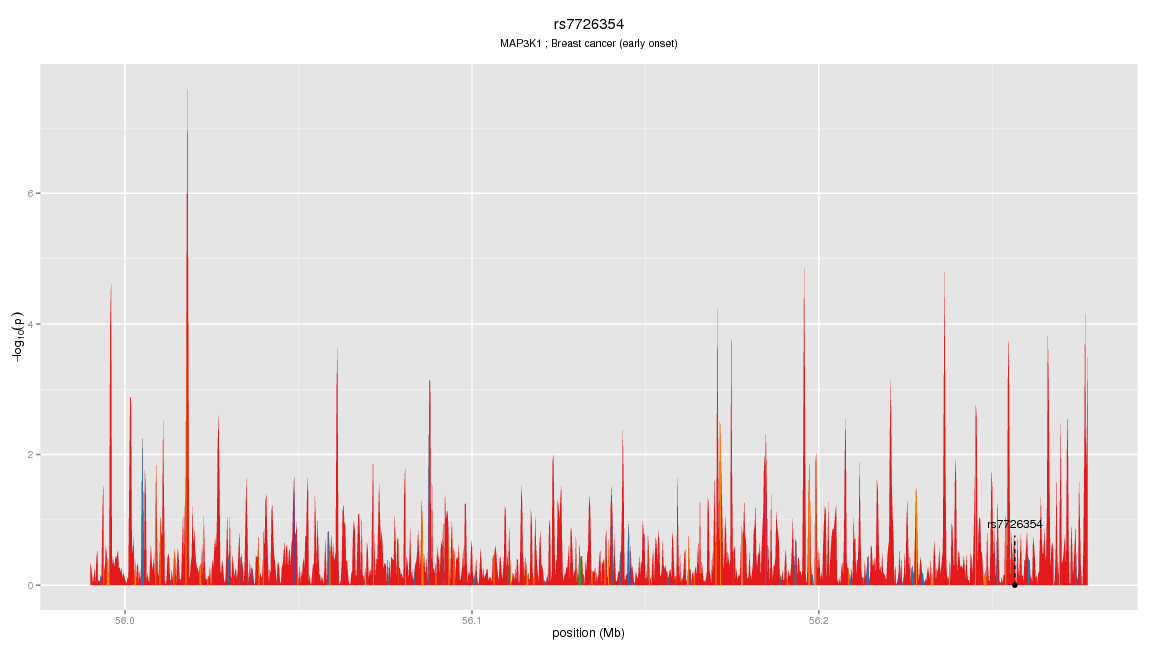 rs7726354
MAP3K1 ; Breast cancer (early onset)
−log10(p)
6
4
2
0
rs7726354
56.0
56.1
56.2
position (Mb)